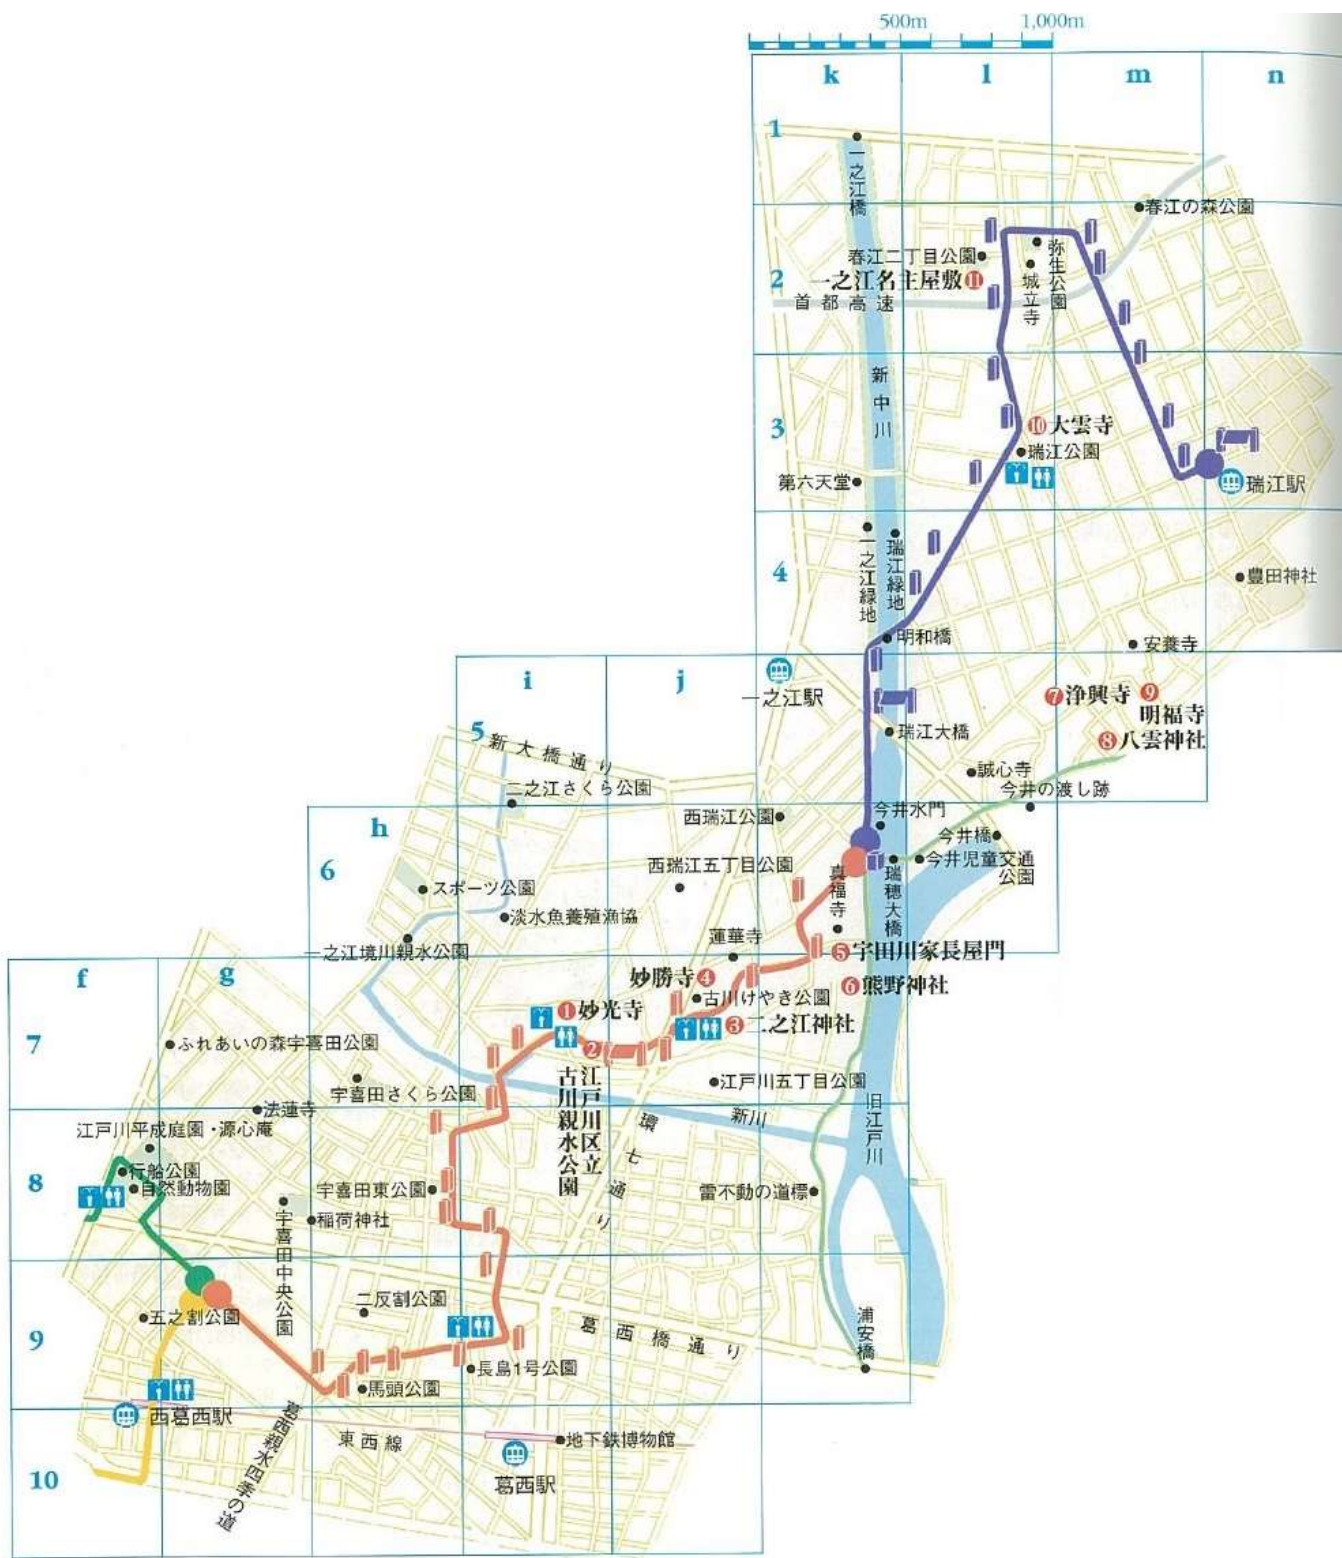 500m
1,000m
k
l
m
n
1
一之江橋
春江の森公園
2
春江二丁目公園
弥生公園
城立寺
一之江名主屋敷⑪
首都高速
新中川
3
⑩大雲寺
瑞江公園
第六天堂
瑞江駅
4
一之江緑地
瑞江緑地
豊田神社
明和橋
安養寺
i
j
一之江駅
⑦浄興寺
⑨
明福寺
⑧八雲神社
5
新大橋通り
瑞江大橋
二之江さくら公園
誠心寺
今井の渡し跡
h
西瑞江公園
今井水門
今井橋
6
西瑞江五丁目公園
今井児童交通
公園
スポーツ公園
真福寺
瑞穂大橋
淡水魚養殖漁協
蓮華寺
一之江境川親水公園
⑤宇田川家長屋門
f
g
妙勝寺④
⑥熊野神社
古川けやき公園
①妙光寺
③二之江神社
7
ふれあいの森宇喜田公園
②
江戸川区立
古川親水公園
宇喜田さくら公園
江戸川五丁目公園
法蓮寺
環七通り
新川
旧江戸川
江戸川平成庭園・源心庵
8
行船公園
自然動物園
宇喜田東公園
雷不動の道標
宇喜田中央公園
稲荷神社
五之割公園
二反割公園
9
葛西橋通り
浦安橋
長島1号公園
馬頭公園
西葛西駅
葛西親水四季の道
東西線
地下鉄博物館
葛西駅
10